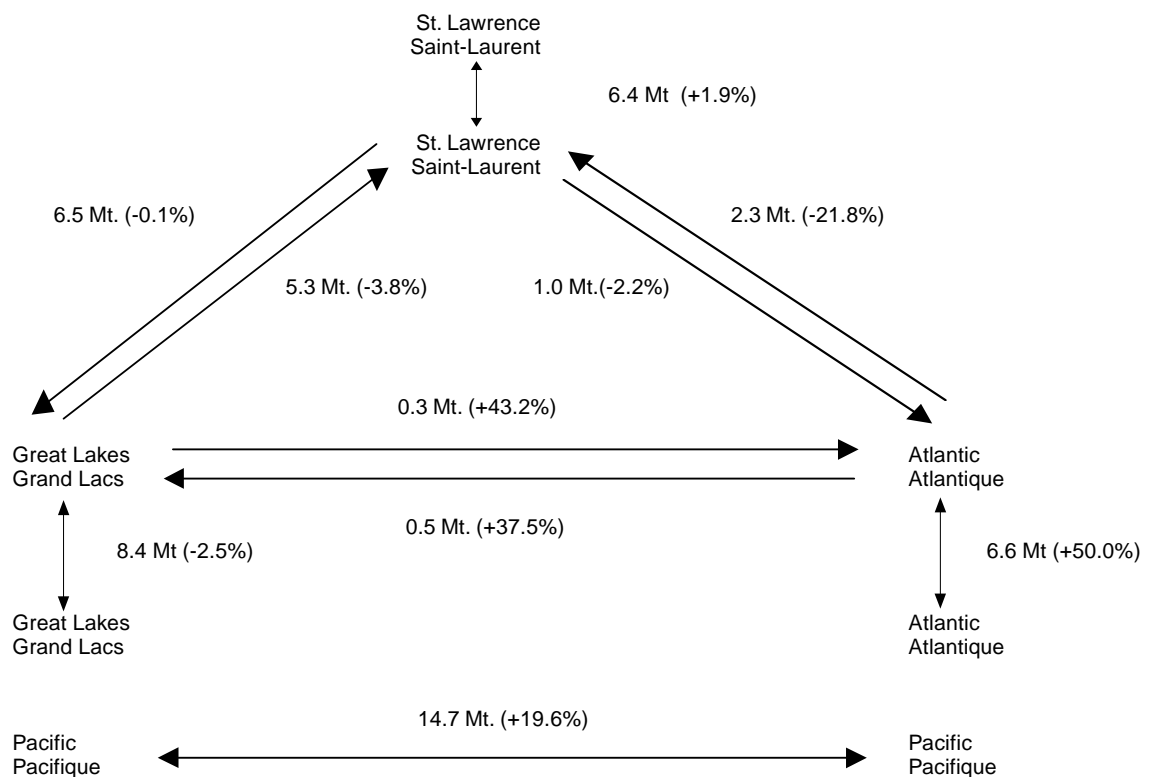 St. Lawrence
Saint-Laurent
6.4 Mt  (+1.9%)
St. Lawrence
Saint-Laurent
6.5 Mt. (-0.1%)
2.3 Mt. (-21.8%)
5.3 Mt. (-3.8%)
1.0 Mt.(-2.2%)
0.3 Mt. (+43.2%)
Great Lakes
Grand Lacs
Atlantic
Atlantique
0.5 Mt. (+37.5%)
8.4 Mt (-2.5%)
6.6 Mt (+50.0%)
Great Lakes
Grand Lacs
Atlantic
Atlantique
14.7 Mt. (+19.6%)
Pacific
Pacifique
Pacific
Pacifique